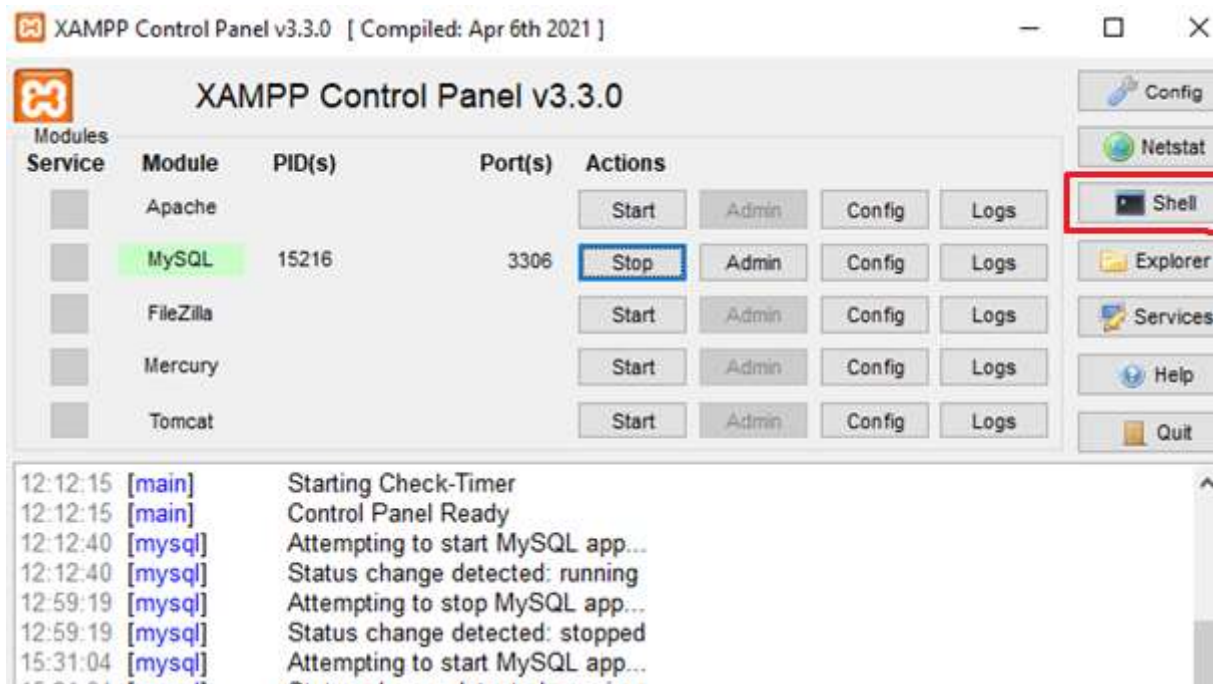 XAMPP Control Panel v3.3.0 [ Compiled: Apr 6th 2021 ]
XAMPP Control Panel v3.3.0
Config
Modules
Netstat
Service Module PID(s) Port(s) Actions
Apache Start Admin Config Logs
Shell
MySQL 15216 3306 Stop Admin Config Logs
Explorer
FileZilla Start Admin Config Logs
Services
Mercury Start Admin Config Logs
Help
Tomcat Start Admin Config Logs
Quit
12:12:15 [main] Starting Check-Timer
12:12:15 [main] Control Panel Ready
12:12:40 [mysql] Attempting to start MySQL app...
12:12:40 [mysql] Status change detected: running
12:59:19 [mysql] Attempting to stop MySQL app...
12:59:19 [mysql] Status change detected: stopped
15:31:04 [mysql] Attempting to start MySQL app...